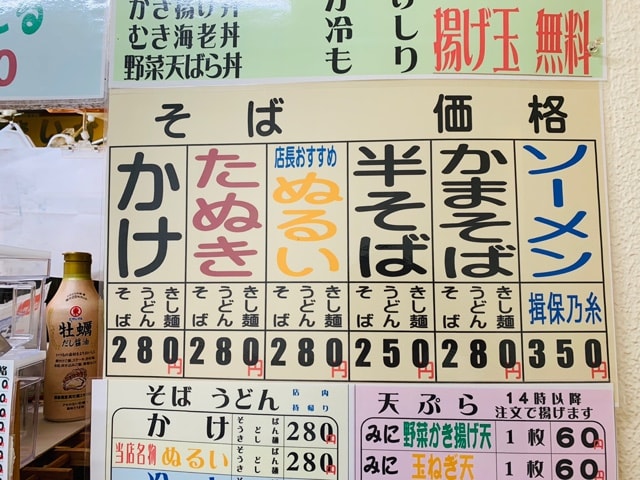 かき揚げ丼
むき海老丼
野菜天ばら丼
冷
も
しり
揚げ玉 無料
そば 価格
かけ
そば うどん きし麺
280円
たぬき
そば うどん きし麺
280円
店長おすすめ
ぬるい
そば うどん きし麺
280円
半そば
そば うどん きし麺
250円
かまそば
そば うどん きし麺
280円
ソーメン
揖保乃糸
350円
牡蠣
だし醤油
そば うどん 店内 持帰り
かけ 280円
当店名物 ぬるい 280円
天ぷら 14時以降
注文で揚げます
みに 野菜かき揚げ天 1枚 60円
みに 玉ねぎ天 1枚 60円